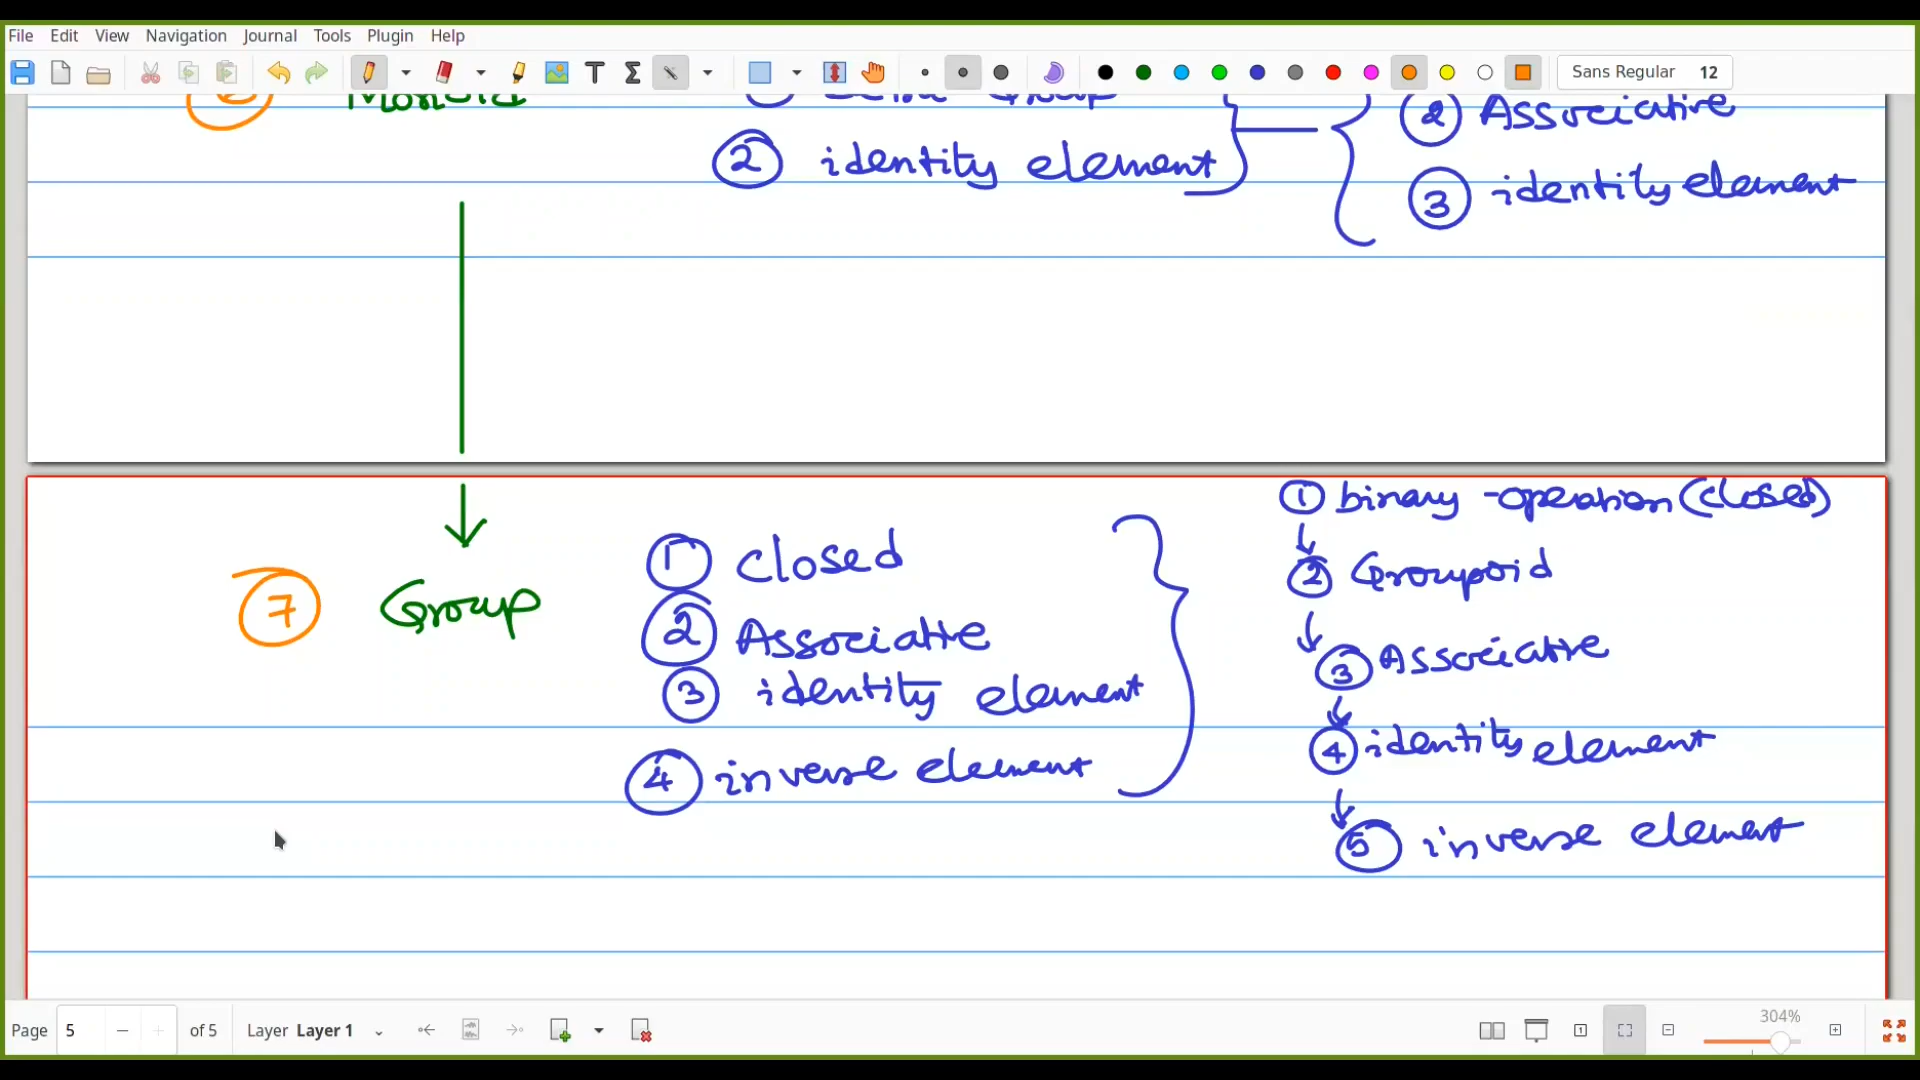 File Edit View Navigation Journal Tools Plugin Help
Sans Regular 12
Monoid
② identity element
② Associative
③ identity element
⑦ Group
① closed
② Associative
③ identity element
④ inverse element
① binary -operation (closed)
② Groupoid
③ Associative
④ identity element
⑤ inverse element
Page 5 of 5 Layer Layer 1
304%